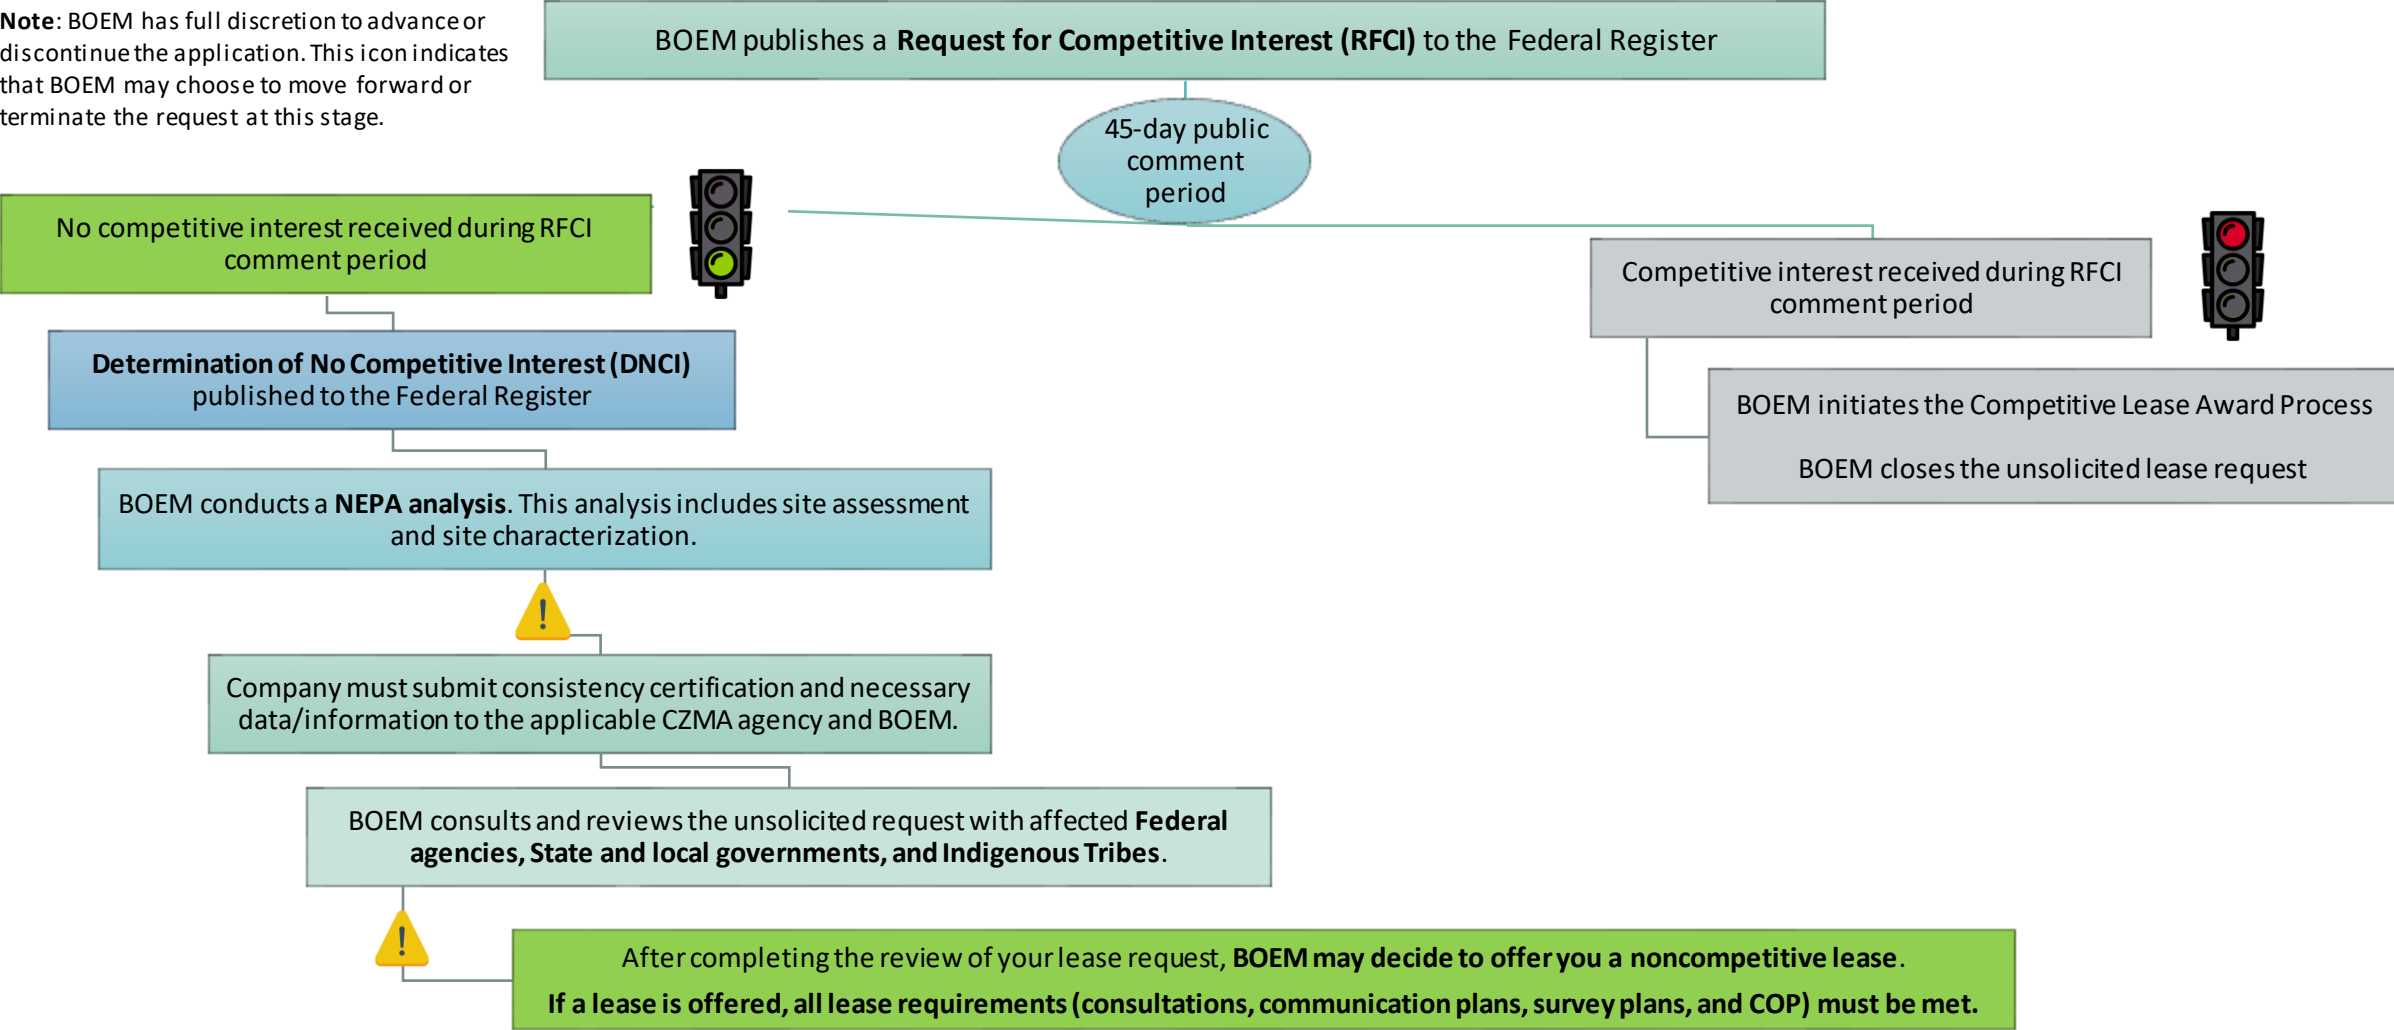 Note: BOEM has full discretion to advance or
discontinue the application. This icon indicates
that BOEM may choose to move forward or
terminate the request at this stage.
BOEM publishes a Request for Competitive Interest (RFCI) to the Federal Register
45-day public
comment
period
No competitive interest received during RFCI
comment period
Competitive interest received during RFCI
comment period
Determination of No Competitive Interest (DNCI)
published to the Federal Register
BOEM initiates the Competitive Lease Award Process
BOEM closes the unsolicited lease request
BOEM conducts a NEPA analysis. This analysis includes site assessment
and site characterization.
!
Company must submit consistency certification and necessary
data/information to the applicable CZMA agency and BOEM.
BOEM consults and reviews the unsolicited request with affected Federal
agencies, State and local governments, and Indigenous Tribes.
!
After completing the review of your lease request, BOEM may decide to offer you a noncompetitive lease.
If a lease is offered, all lease requirements (consultations, communication plans, survey plans, and COP) must be met.